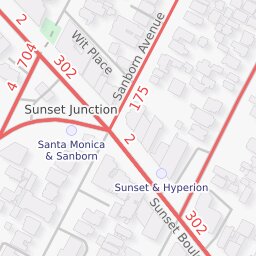 2
Wit Place
704
302
4
Sanborn Avenue
175
Sunset Junction
Santa Monica
& Sanborn
2
Sunset & Hyperion
302
Sunset Boul